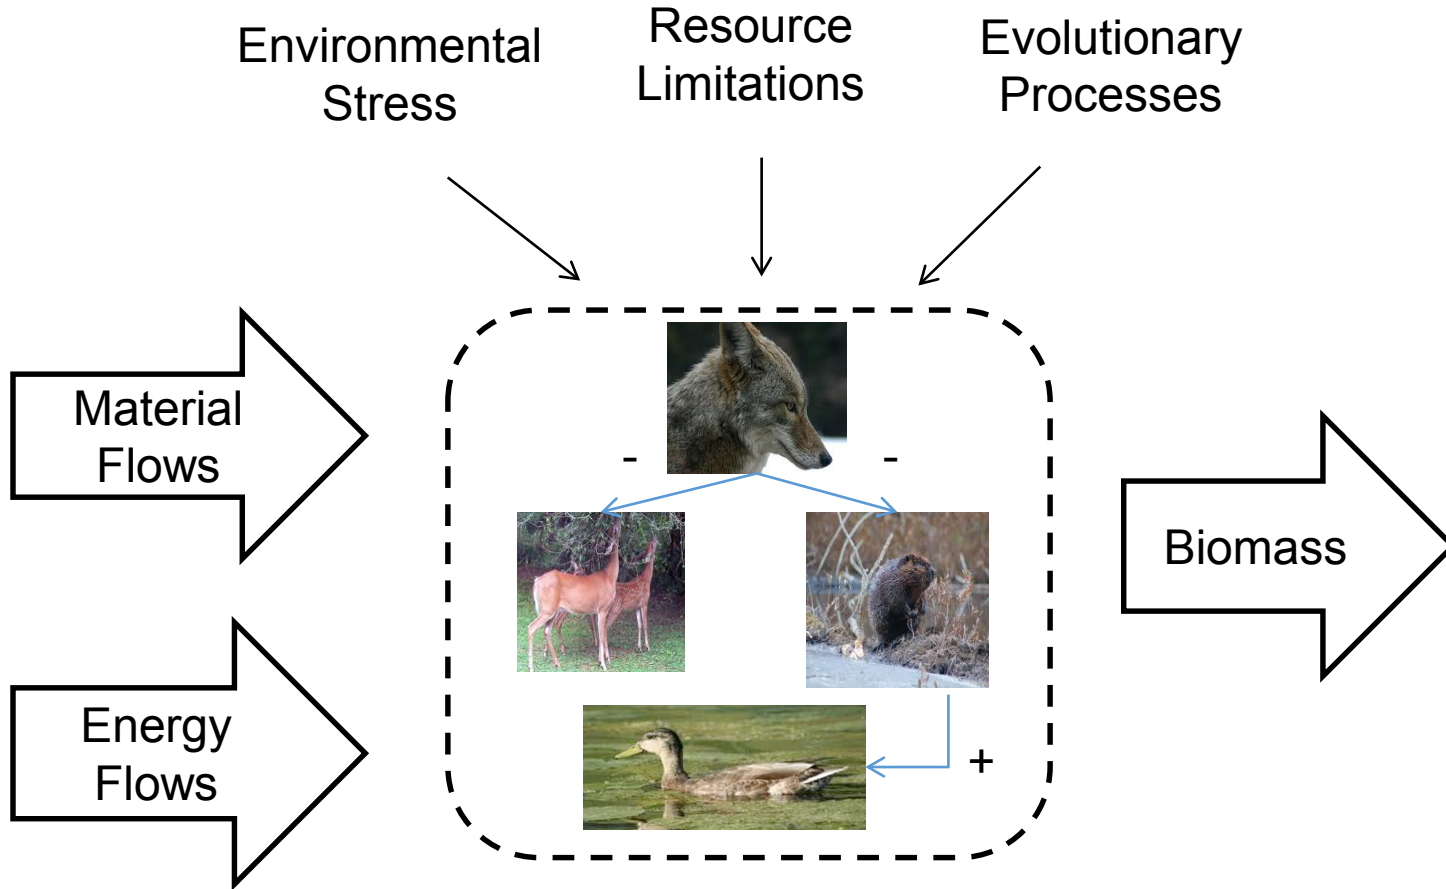 Environmental
Stress
Resource
Limitations
Evolutionary
Processes
Material
Flows
-
-
Biomass
Energy
Flows
+